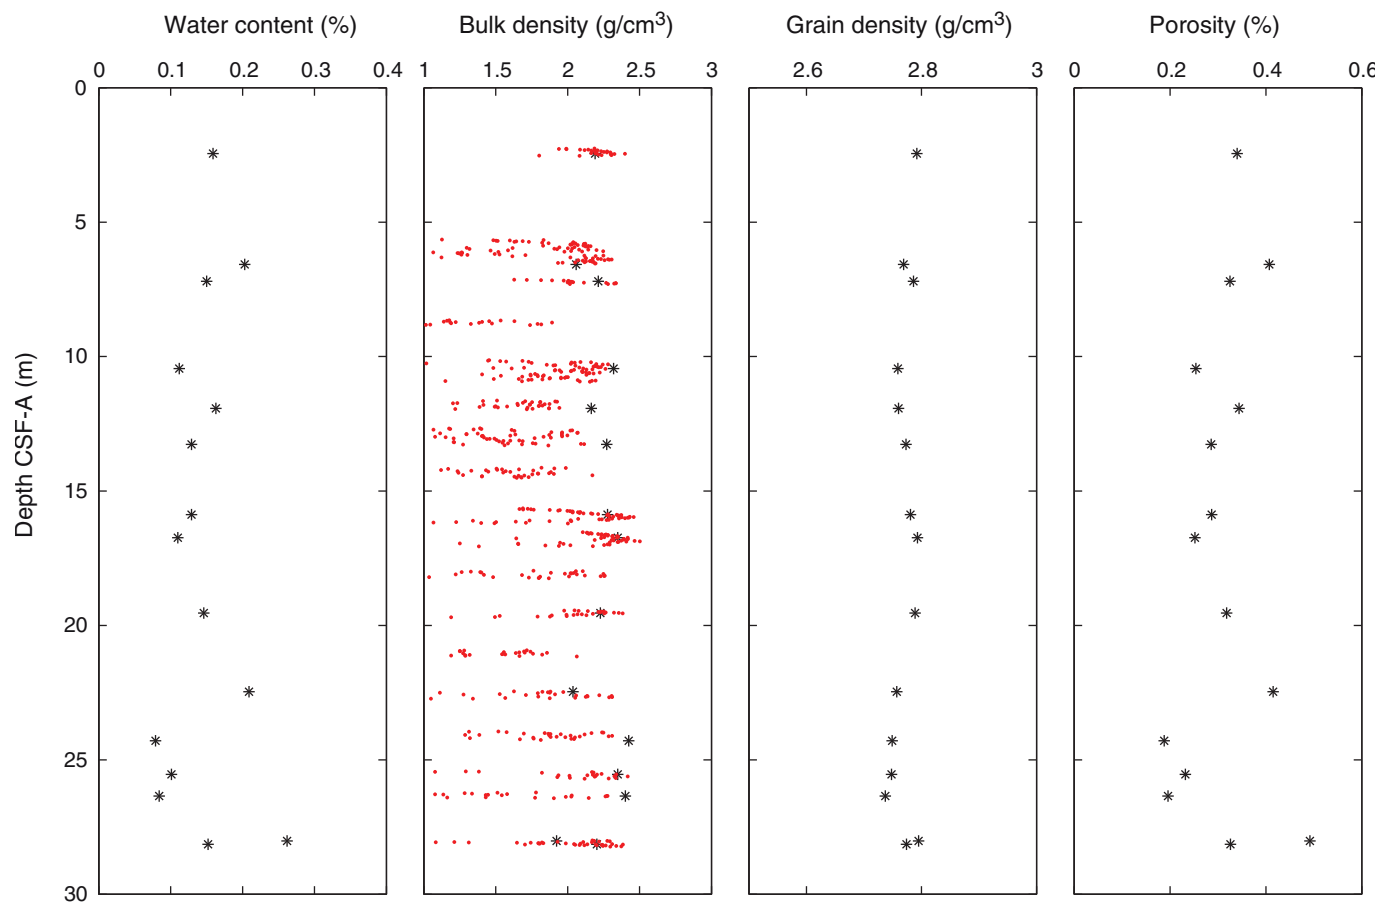 Water content (%) Bulk density (g/cm3) Grain density (g/cm3) Porosity (%)
0 0.1 0.2 0.3 0.4 1 1.5 2 2.5 3 2.6 2.8 3 0 0.2 0.4 0.6
0
5
10
15
20
25
30
Depth CSF-A (m)